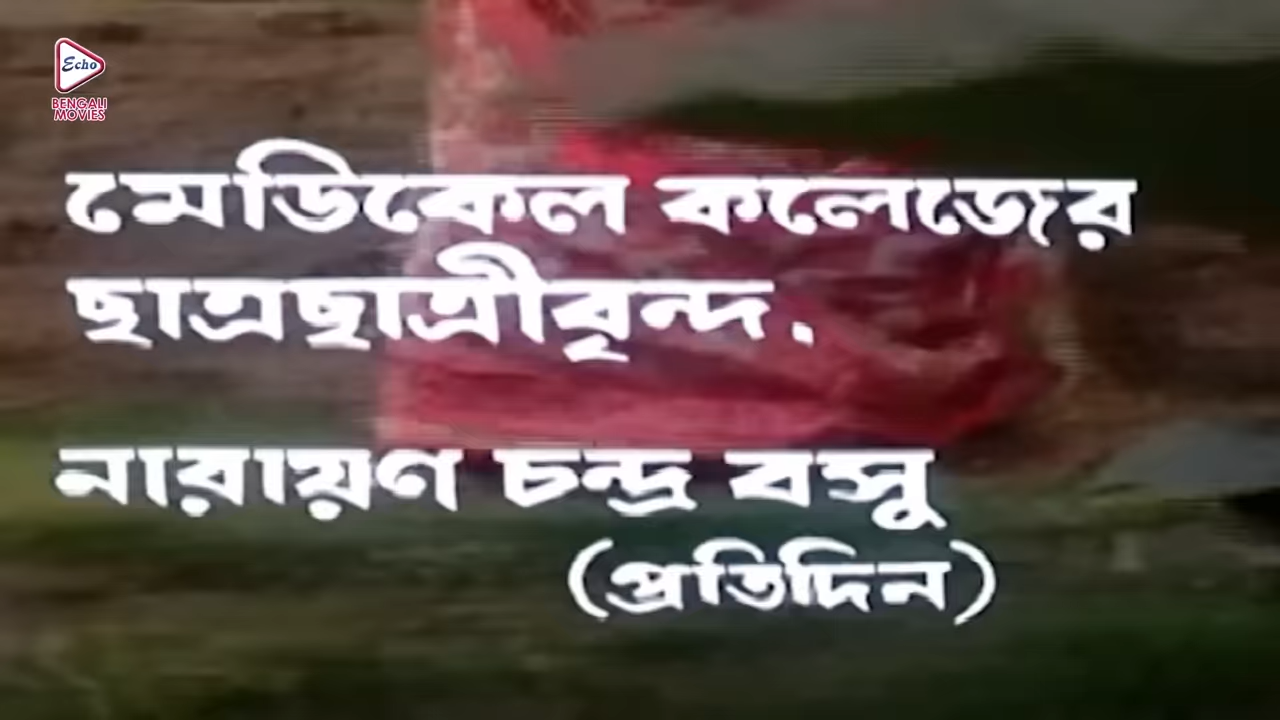 Echo
BENGALI
MOVIES
মেডিকেল কলেজের
ছাত্রছাত্রীবৃন্দ.
নারায়ণ চন্দ্র বসু
(প্রতিদিন)